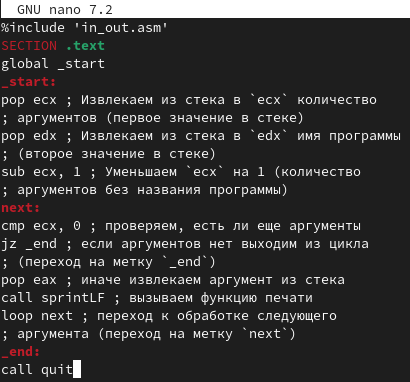 GNU nano 7.2
%include 'in_out.asm'
SECTION .text
global _start
_start:
pop ecx ; Извлекаем из стека в `ecx` количество
; аргументов (первое значение в стеке)
pop edx ; Извлекаем из стека в `edx` имя программы
; (второе значение в стеке)
sub ecx, 1 ; Уменьшаем `ecx` на 1 (количество
; аргументов без названия программы)
next:
cmp ecx, 0 ; проверяем, есть ли еще аргументы
jz _end ; если аргументов нет выходим из цикла
; (переход на метку `_end`)
pop eax ; иначе извлекаем аргумент из стека
call sprintLF ; вызываем функцию печати
loop next ; переход к обработке следующего
; аргумента (переход на метку `next`)
_end:
call quit